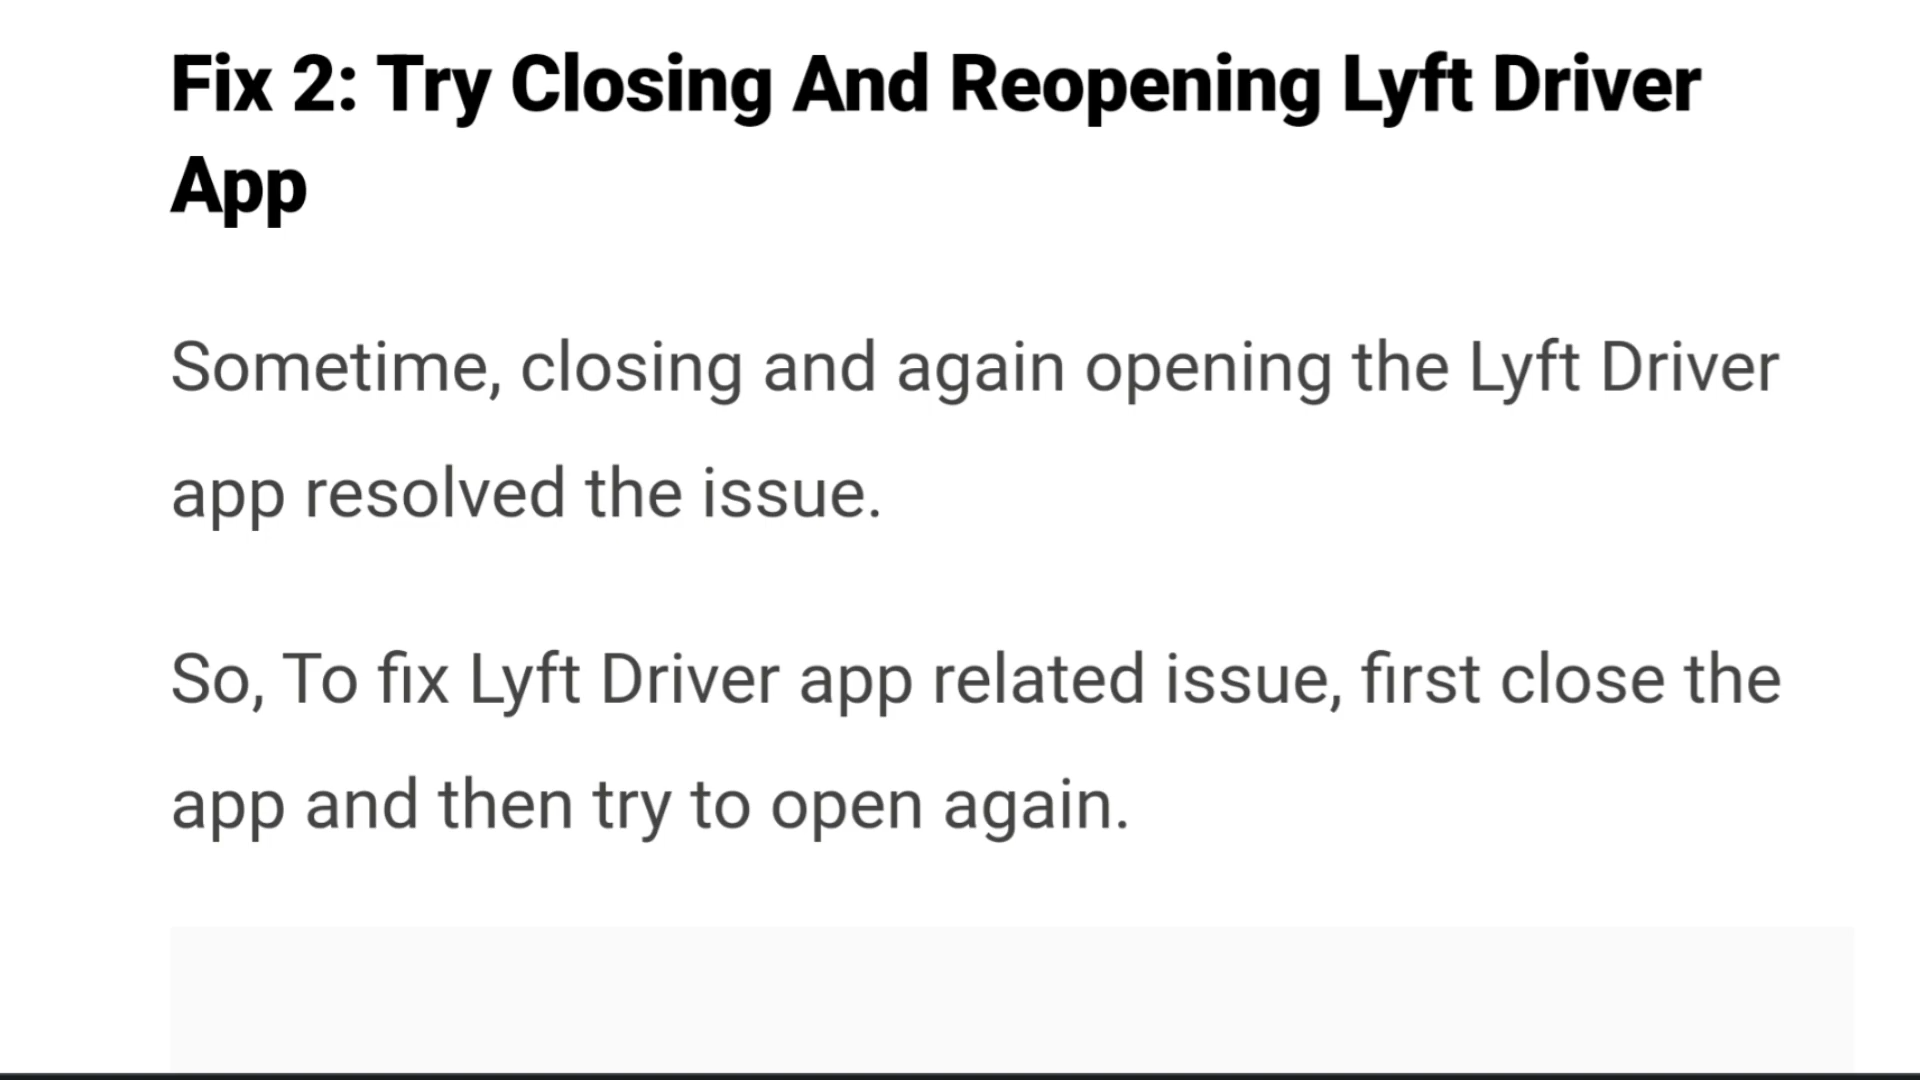 Fix 2: Try Closing And Reopening Lyft Driver
App
Sometime, closing and again opening the Lyft Driver
app resolved the issue.
So, To fix Lyft Driver app related issue, first close the
app and then try to open again.